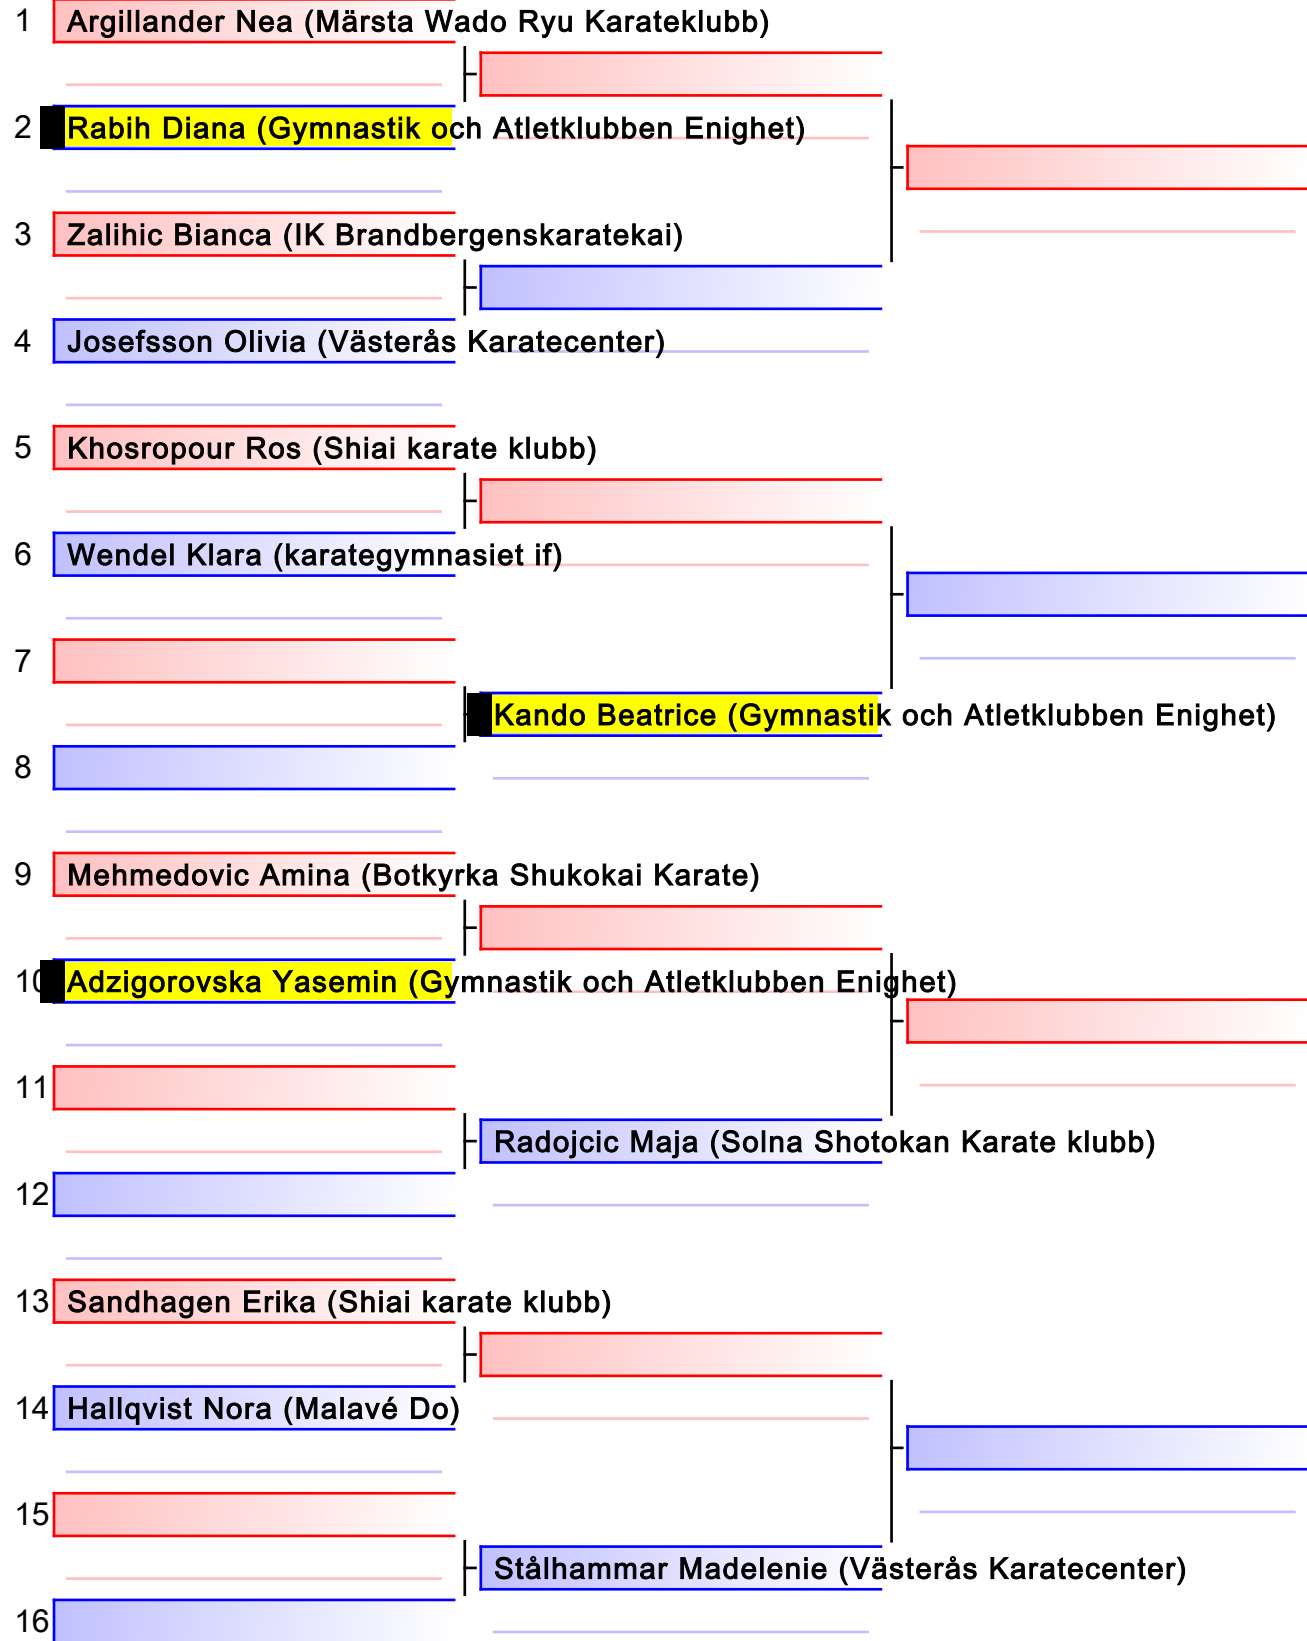 1 Argillander Nea (Märsta Wado Ryu Karateklubb)
2 Rabih Diana (Gymnastik och Atletklubben Enighet)
3 Zalihic Bianca (IK Brandbergenskaratekai)
4 Josefsson Olivia (Västerås Karatecenter)
5 Khosropour Ros (Shiai karate klubb)
6 Wendel Klara (karategymnasiet if)
7
Kando Beatrice (Gymnastik och Atletklubben Enighet)
8
9 Mehmedovic Amina (Botkyrka Shukokai Karate)
10 Adzigorovska Yasemin (Gymnastik och Atletklubben Enighet)
11
Radojcic Maja (Solna Shotokan Karate klubb)
12
13 Sandhagen Erika (Shiai karate klubb)
14 Hallqvist Nora (Malavé Do)
15
Stålhammar Madelenie (Västerås Karatecenter)
16